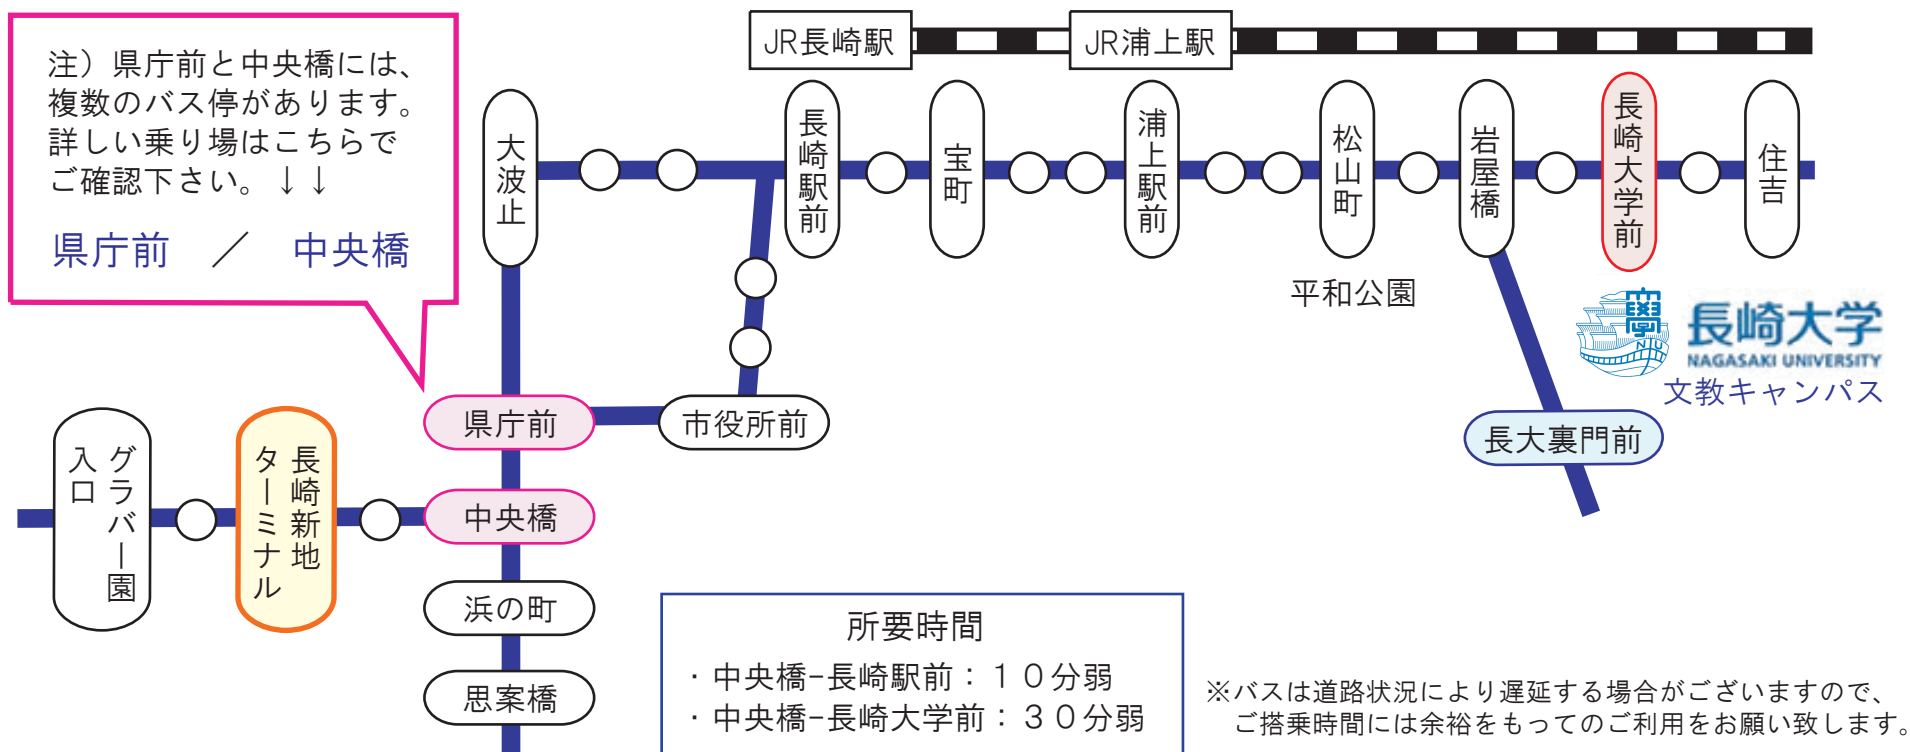 注）県庁前と中央橋には、
複数のバス停があります。
詳しい乗り場はこちらで
ご確認下さい。↓↓
県庁前　／　中央橋
JR長崎駅
JR浦上駅
大波止
長崎駅前
宝町
浦上駅前
松山町
岩屋橋
長崎大学前
住吉
平和公園
學
NU
長崎大学
NAGASAKI UNIVERSITY
文教キャンパス
県庁前
市役所前
長大裏門前
グラバー園
入口
長崎新地
ターミナル
中央橋
浜の町
思案橋
所要時間
・中央橋−長崎駅前：１０分弱
・中央橋−長崎大学前：３０分弱
※バスは道路状況により遅延する場合がございますので、
ご搭乗時間には余裕をもってのご利用をお願い致します。